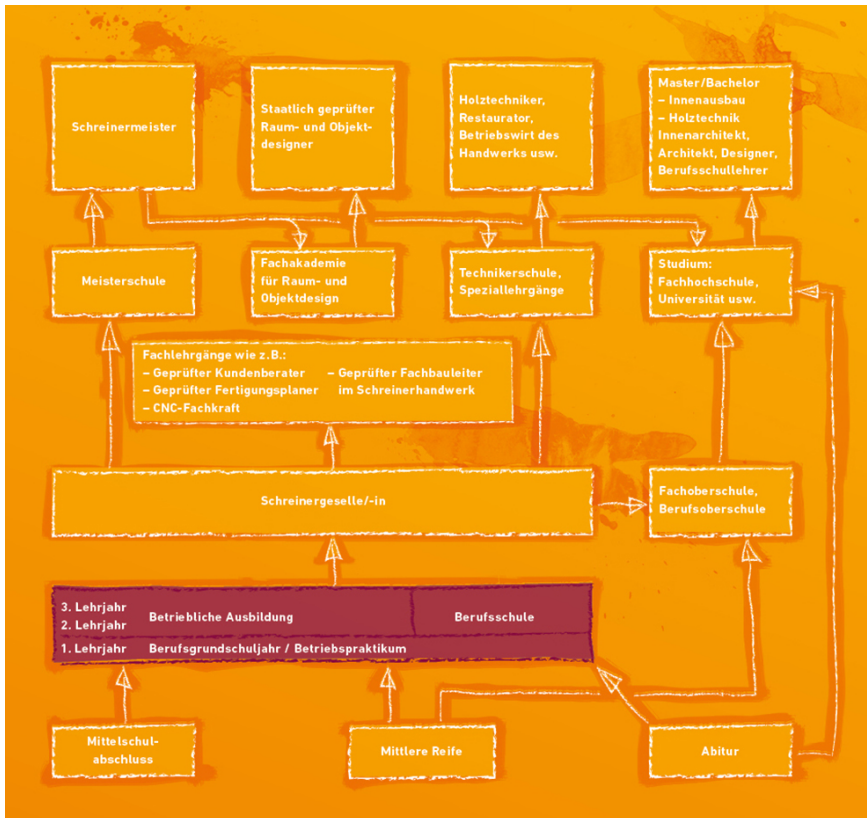 Schreinermeister
Staatlich geprüfter
Raum- und Objekt-
designer
Holztechniker,
Restaurator,
Betriebswirt des
Handwerks usw.
Master/Bachelor
– Innenausbau
– Holztechnik
Innenarchitekt,
Architekt, Designer,
Berufsschullehrer
Meisterschule
Fachakademie
für Raum- und
Objektdesign
Technikerschule,
Speziallehrgänge
Studium:
Fachhochschule,
Universität usw.
Fachlehrgänge wie z.B.:
– Geprüfter Kundenberater – Geprüfter Fachbauleiter
– Geprüfter Fertigungsplaner im Schreinerhandwerk
– CNC-Fachkraft
Schreinergeselle/-in
Fachoberschule,
Berufsoberschule
3. Lehrjahr
2. Lehrjahr
Betriebliche Ausbildung
Berufsschule
1. Lehrjahr Berufsgrundschuljahr / Betriebspraktikum
Mittelschul-
abschluss
Mittlere Reife
Abitur